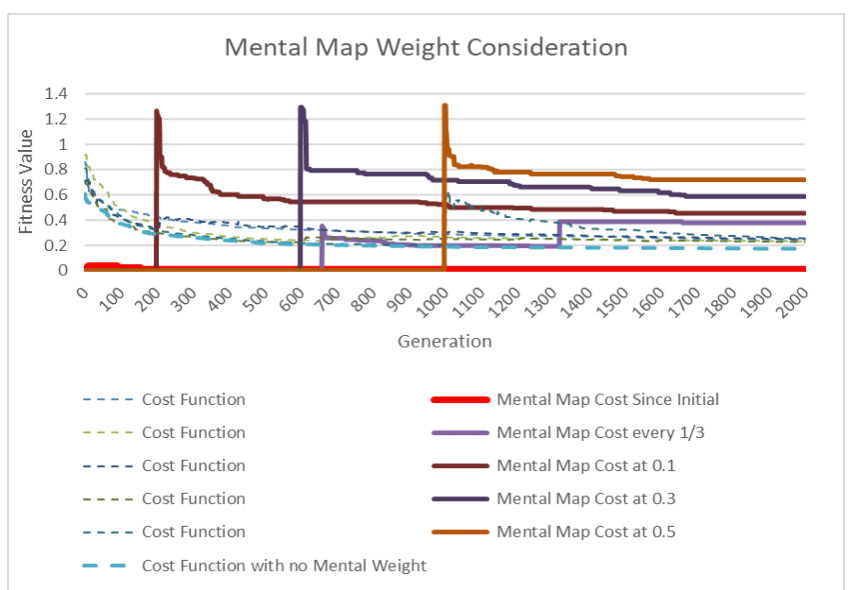 Mental Map Weight Consideration
1.4
1.2
1
0.8
0.6
0.4
0.2
0
Fitness Value
0 100 200 300 400 500 600 700 800 900 1000 1100 1200 1300 1400 1500 1600 1700 1800 1900 2000
Generation
Cost Function
Mental Map Cost Since Initial
Cost Function
Mental Map Cost every 1/3
Cost Function
Mental Map Cost at 0.1
Cost Function
Mental Map Cost at 0.3
Cost Function
Mental Map Cost at 0.5
Cost Function with no Mental Weight